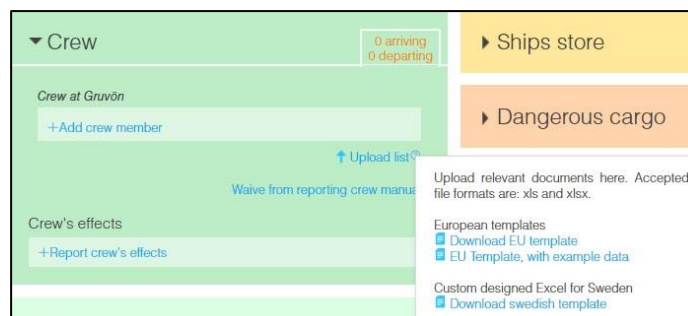 Crew
0 arriving
0 departing
Crew at Gruvön
+Add crew member
Upload list
Waive from reporting crew manua
Crew's effects
+Report crew's effects
Ships store
Dangerous cargo
Upload relevant documents here. Accepted
file formats are: xls and xlsx.
European templates
Download EU template
EU Template, with example data
Custom designed Excel for Sweden
Download swedish template